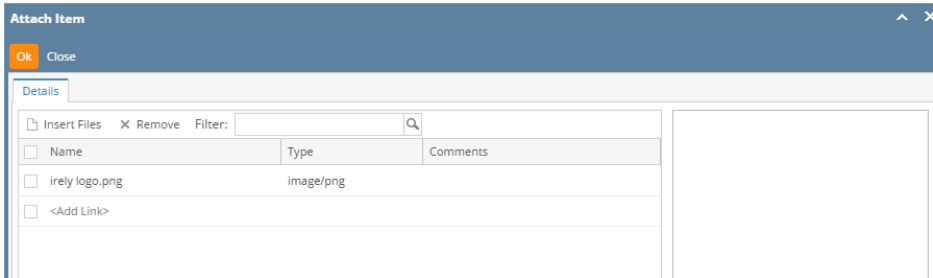 Attach Item
Ok Close
Details
Insert Files Remove Filter:
Name Type Comments
irely logo.png image/png
<Add Link>